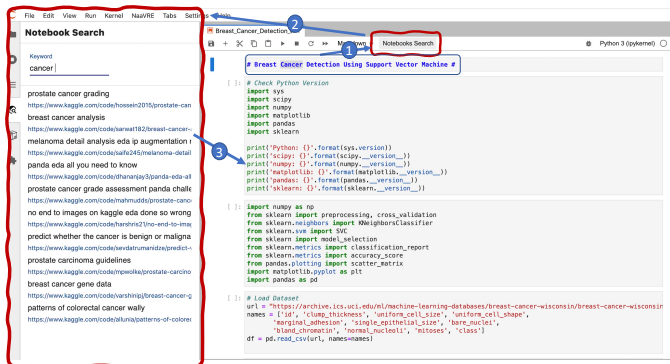 File Edit View Run Kernel NaaVRE Tabs Settings Help
2
Notebook Search
Keyword
cancer
prostate cancer grading
https://www.kaggle.com/code/hossein2015/prostate-can
breast cancer analysis
https://www.kaggle.com/code/sarwat182/breast-cancer-
melanoma detail analysis eda ip augmentation
https://www.kaggle.com/code/saife245/melanoma-detail
panda eda all you need to know
https://www.kaggle.com/code/dhananjay3/panda-eda-all
prostate cancer grade assessment panda challe
https://www.kaggle.com/code/mahmudds/prostate-cance
no end to images on kaggle eda done so wrong
https://www.kaggle.com/code/harshris21/no-end-to-imag
predict whether the cancer is benign or maligna
https://www.kaggle.com/code/sevdatrumanidze/predict-
prostate carcinoma guidelines
https://www.kaggle.com/code/mpwolke/prostate-carcino
breast cancer gene data
https://www.kaggle.com/code/varshinipj/breast-cancer-g
patterns of colorectal cancer wally
https://www.kaggle.com/code/allunia/patterns-of-colorec
Breast_Cancer_Detection_
1
Notebooks Search
Python 3 (ipykernel)
# Breast Cancer Detection Using Support Vector Machine #
[ ]: # Check Python Version
import sys
import scipy
import numpy
import matplotlib
import pandas
import sklearn
3
print('Python: {}'.format(sys.version))
print('scipy: {}'.format(scipy.__version__))
print('numpy: {}'.format(numpy.__version__))
print('matplotlib: {}'.format(matplotlib.__version__))
print('pandas: {}'.format(pandas.__version__))
print('sklearn: {}'.format(sklearn.__version__))
[ ]: import numpy as np
from sklearn import preprocessing, cross_validation
from sklearn.neighbors import KNeighborsClassifier
from sklearn.svm import SVC
from sklearn import model_selection
from sklearn.metrics import classification_report
from sklearn.metrics import accuracy_score
from pandas.plotting import scatter_matrix
import matplotlib.pyplot as plt
import pandas as pd
[ ]: # Load Dataset
url = "https://archive.ics.uci.edu/ml/machine-learning-databases/breast-cancer-wisconsin/breast-cancer-wisconsin
names = ['id', 'clump_thickness', 'uniform_cell_size', 'uniform_cell_shape',
'marginal_adhesion', 'single_epithelial_size', 'bare_nuclei',
'bland_chromatin', 'normal_nucleoli', 'mitoses', 'class']
df = pd.read_csv(url, names=names)